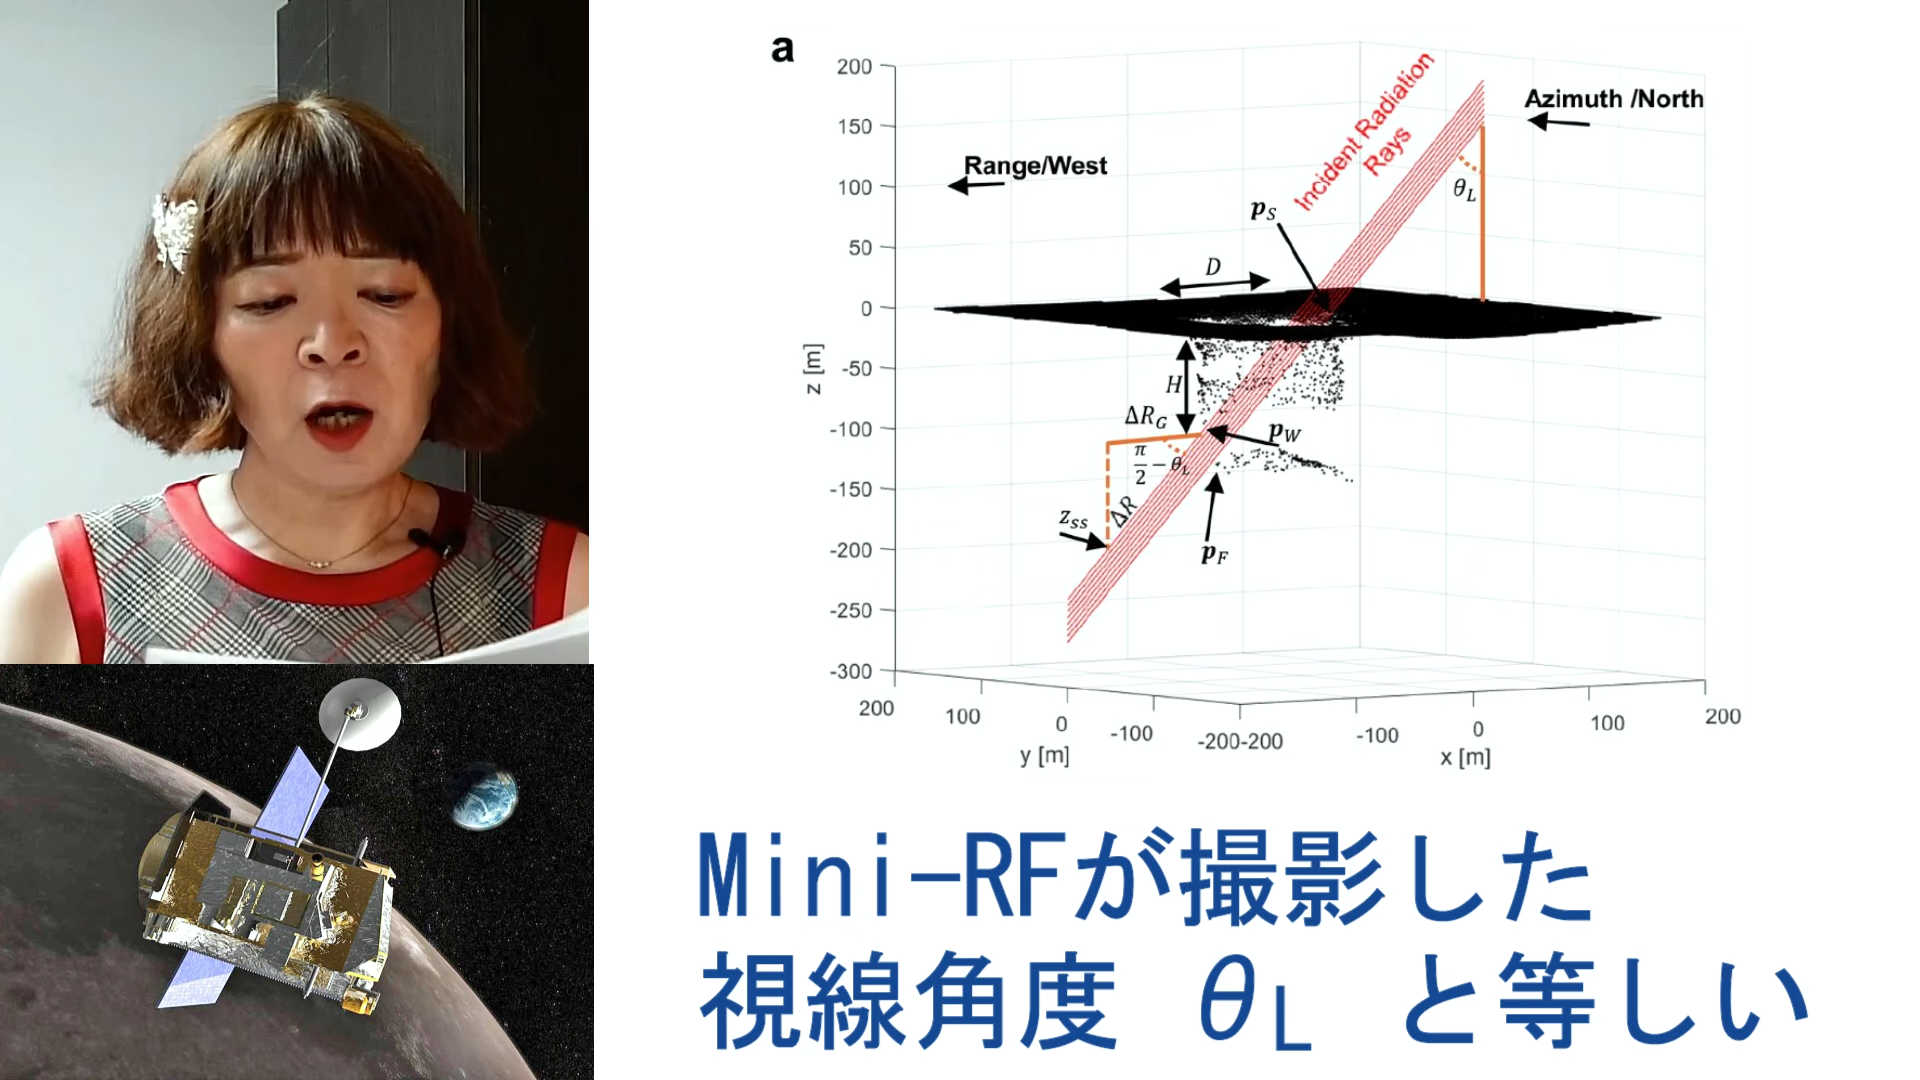 a
200
150
100
50
0
-50
-100
-150
-200
-250
-300
z [m]
Range/West
Azimuth /North
Incident Radiation
Rays
θL
pS
D
H
ΔRG
pW
π/2 − θL
ΔR
zss
pF
200
100
0
-100
-200
-200
-100
0
100
200
y [m]
x [m]
Mini-RFが撮影した
視線角度 θL と等しい